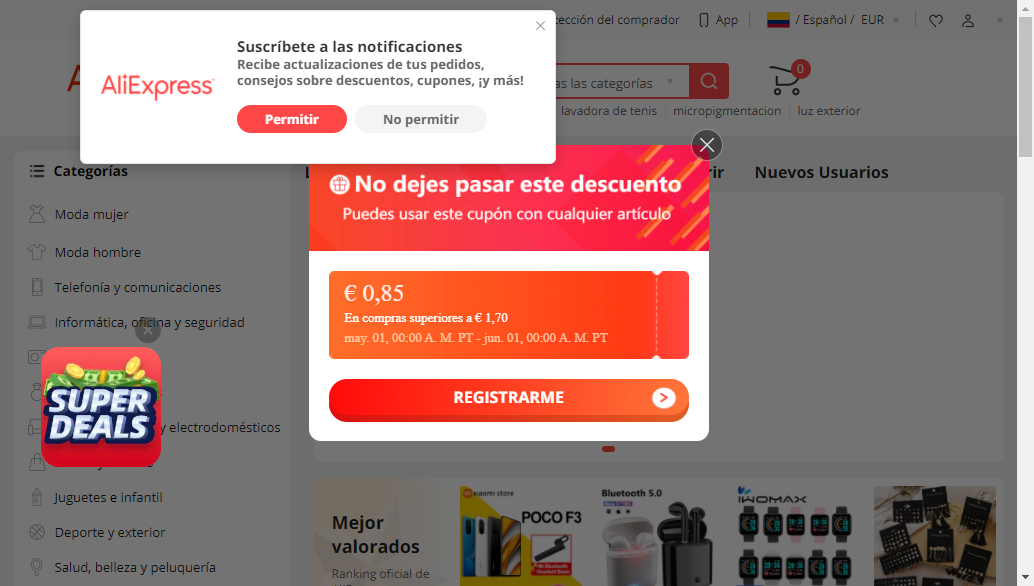 Suscríbete a las notificaciones
Recibe actualizaciones de tus pedidos,
consejos sobre descuentos, cupones, ¡y más!
AliExpress
Permitir
No permitir
del comprador
App
/ Español / EUR
las categorías
0
lavadora de tenis
micropigmentacion
luz exterior
Categorías
Nuevos Usuarios
No dejes pasar este descuento
Puedes usar este cupón con cualquier artículo
€ 0,85
En compras superiores a € 1,70
may. 01, 00:00 A. M. PT - jun. 01, 00:00 A. M. PT
REGISTRARME
Moda mujer
Moda hombre
Telefonía y comunicaciones
Informática, oficina y seguridad
SUPER
DEALS
y electrodomésticos
Juguetes e infantil
Deporte y exterior
Salud, belleza y peluquería
Mejor
valorados
Ranking oficial de
xiaomi store
POCO F3
Mi Bluetooth
Headset Basic
Bluetooth 5.0
IWOMAX